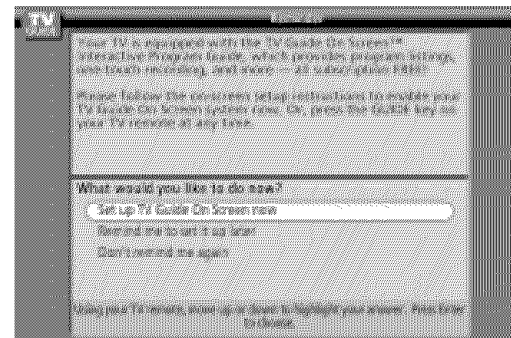 TV
GUIDE
Your TV is equipped with the TV Guide On Screen™
Interactive Program Guide, which provides program listings,
one-touch recording, and more — at subscription FREE!
Please follow the onscreen setup instructions to enable your
TV Guide On Screen system now. Or, press the GUIDE key on
your TV remote at any time.
What would you like to do now?
Set up TV Guide On Screen now
Remind me to set it up later
Don't remind me again
Using your TV remote, move up or down to highlight your answer. Press Enter
to choose.